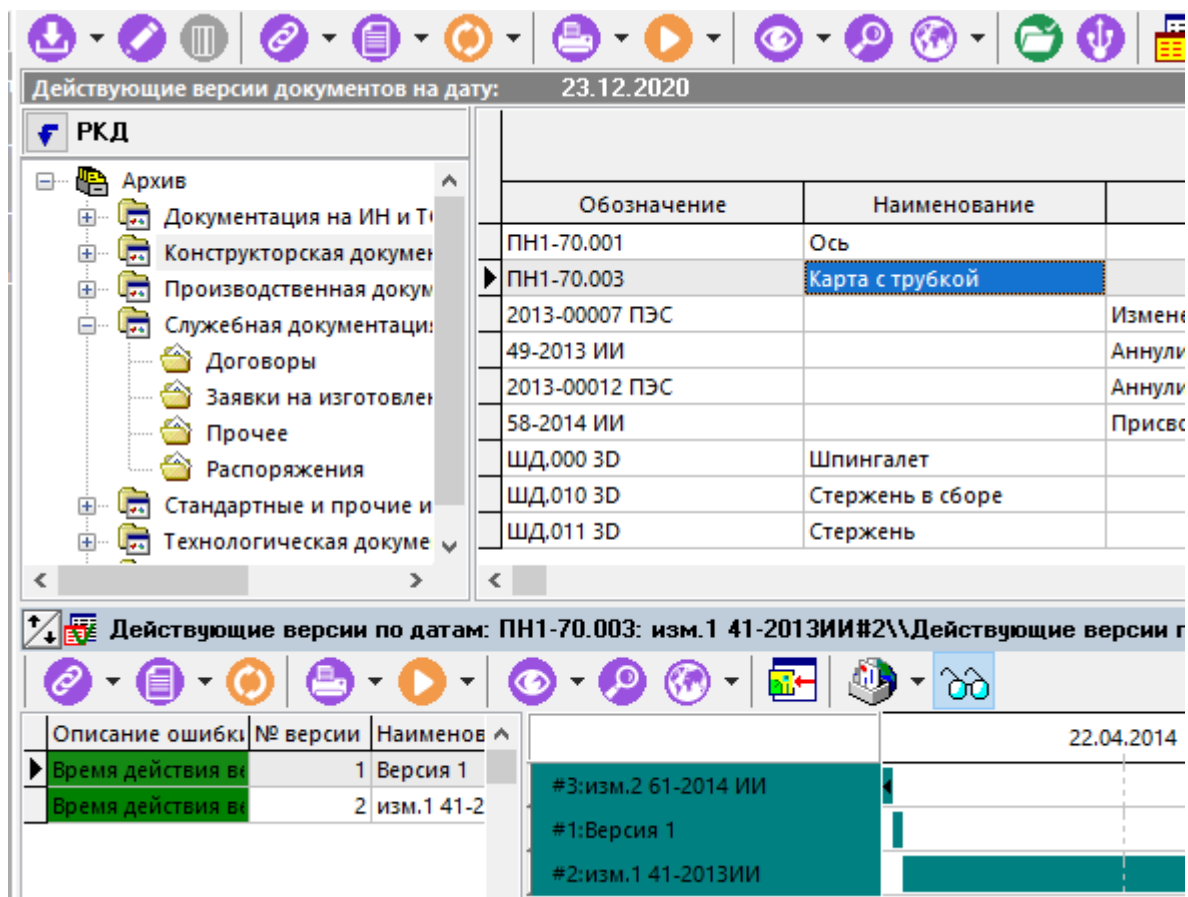 Действующие версии документов на дату: 23.12.2020
РКД
Архив
Документация на ИН и Т
Конструкторская докумен
Производственная докум
Служебная документация
Договоры
Заявки на изготовлен
Прочее
Распоряжения
Стандартные и прочие и
Технологическая докуме
Обозначение Наименование
ПН1-70.001 Ось
ПН1-70.003 Карта с трубкой
2013-00007 ПЭС Измене
49-2013 ИИ Аннули
2013-00012 ПЭС Аннули
58-2014 ИИ Присво
ШД.000 3D Шпингалет
ШД.010 3D Стержень в сборе
ШД.011 3D Стержень
Действующие версии по датам: ПН1-70.003: изм.1 41-2013ИИ#2\\Действующие версии п
Описание ошибки № версии Наименов
Время действия ве 1 Версия 1
Время действия ве 2 изм.1 41-2
22.04.2014
#3:изм.2 61-2014 ИИ
#1:Версия 1
#2:изм.1 41-2013ИИ